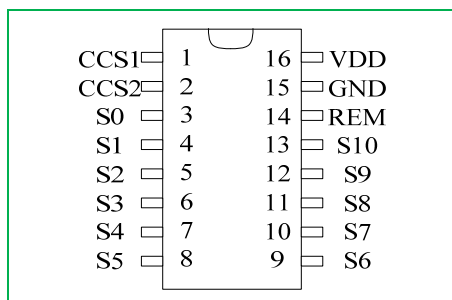 CCS1 1 16 VDD
CCS2 2 15 GND
S0 3 14 REM
S1 4 13 S10
S2 5 12 S9
S3 6 11 S8
S4 7 10 S7
S5 8 9 S6